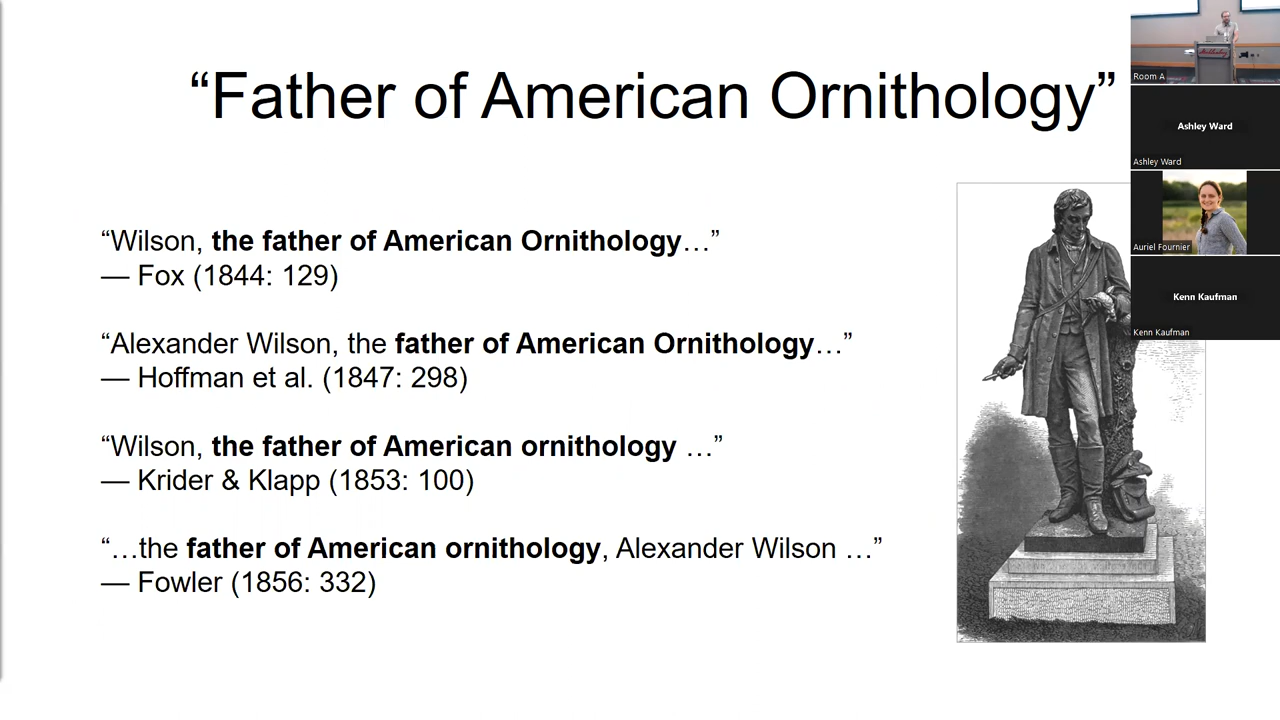 “Father of American Ornithology”
“Wilson, the father of American Ornithology…”
— Fox (1844: 129)
“Alexander Wilson, the father of American Ornithology…”
— Hoffman et al. (1847: 298)
“Wilson, the father of American ornithology …”
— Krider & Klapp (1853: 100)
“…the father of American ornithology, Alexander Wilson …”
— Fowler (1856: 332)
Room A
Ashley Ward
Ashley Ward
Auriel Fournier
Kenn Kaufman
Kenn Kaufman